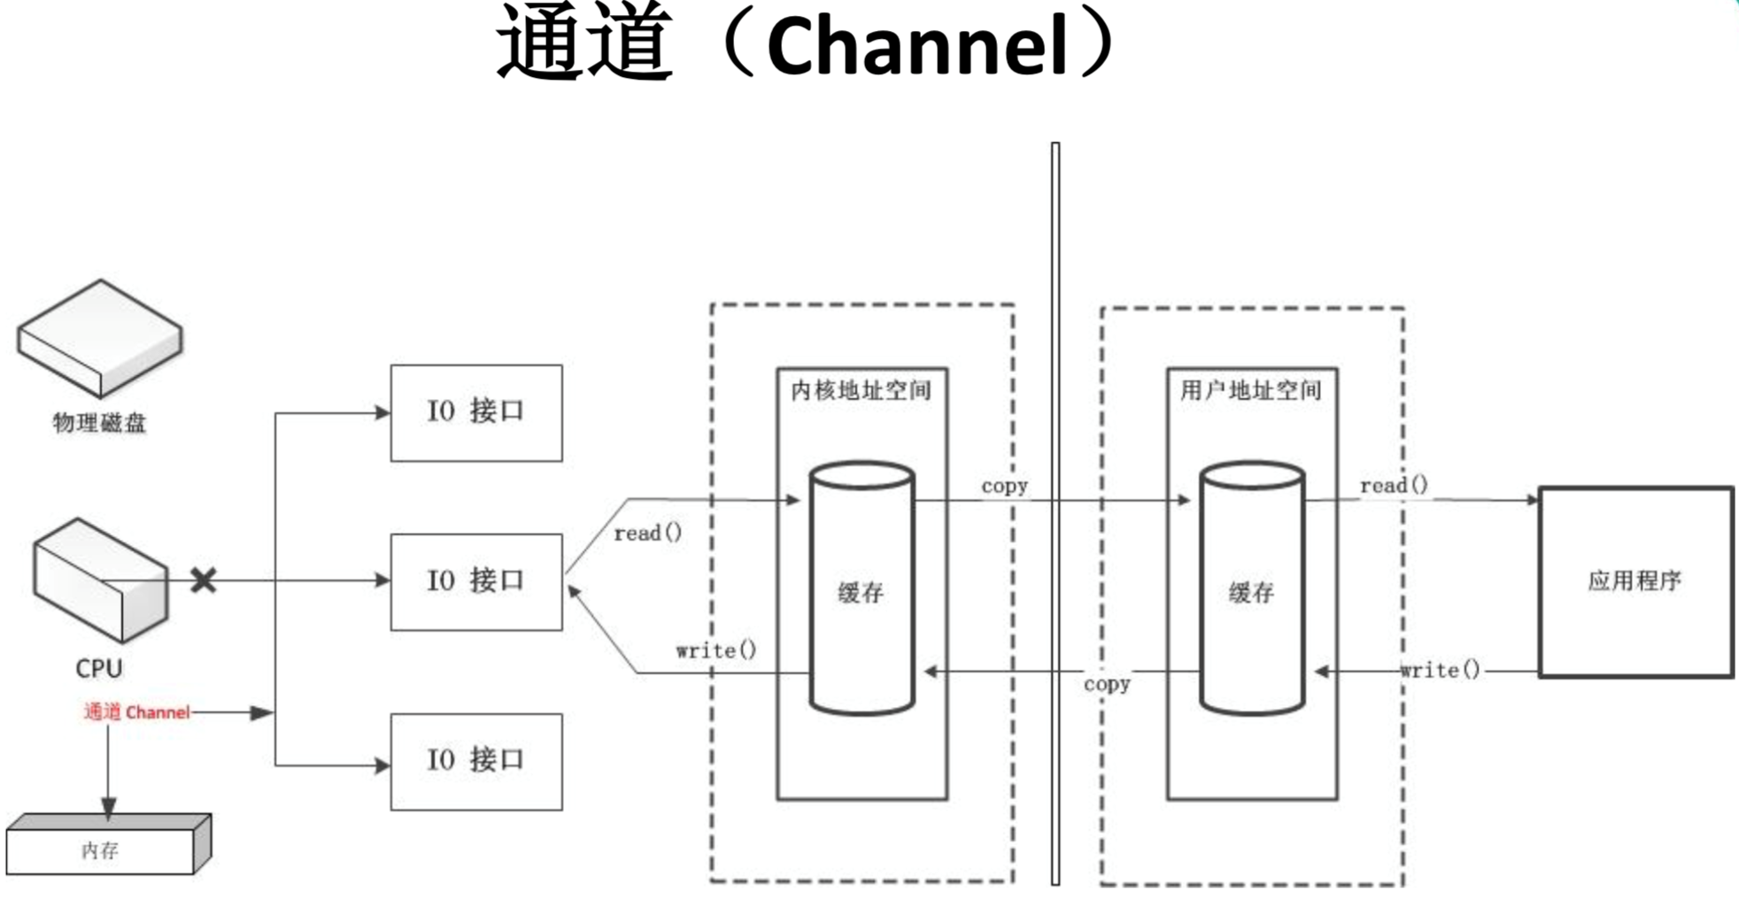 通道（Channel）
物理磁盘
CPU
通道 Channel
内存
IO 接口
IO 接口
IO 接口
read()
write()
内核地址空间
缓存
copy
copy
用户地址空间
缓存
read()
write()
应用程序